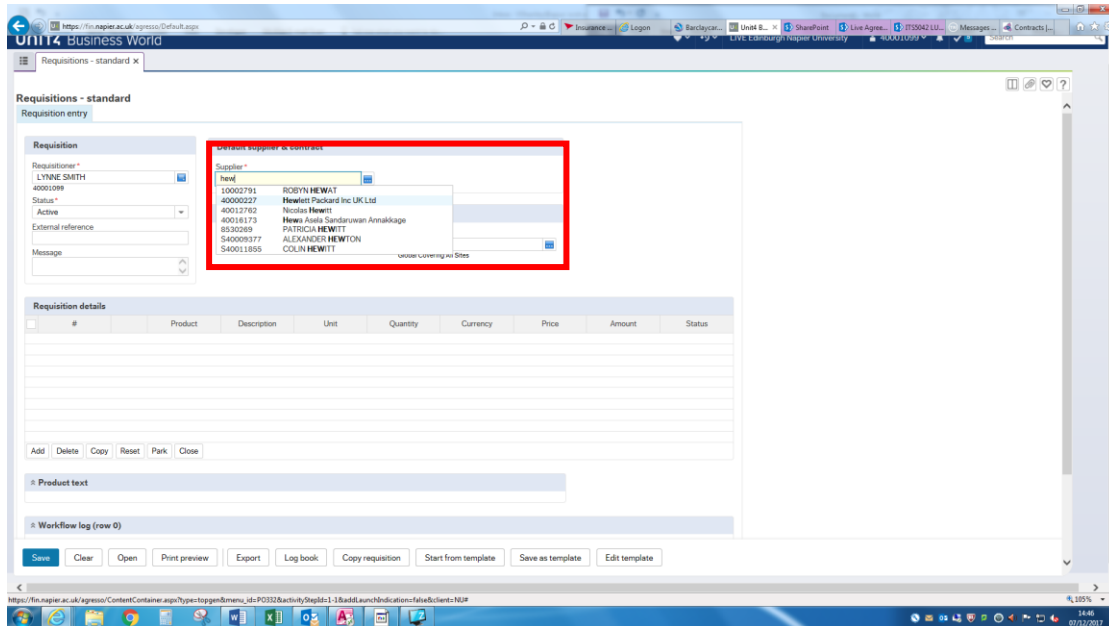 https://fin.napier.ac.uk/agresso/Default.aspx
Insurance ... Logon Barclaycar... Unit4 B... SharePoint Live Agree... ITS5042 LU... Messages ... Contracts |...
UNIT4 Business World LIVE Edinburgh Napier University 40001099 Search
Requisitions - standard ×
Requisitions - standard
Requisition entry
Requisition
Default supplier & contract
Requisitioner*
LYNNE SMITH
40001099
Status*
Active
External reference
Message
Supplier*
hew
10002791 ROBYN HEWAT
40000227 Hewlett Packard Inc UK Ltd
40012762 Nicolas Hewitt
40016173 Hewa Asela Sandaruwan Annakkage
8530269 PATRICIA HEWITT
S40009377 ALEXANDER HEWTON
S40011855 COLIN HEWITT
Global Covering All Sites
Requisition details
# Product Description Unit Quantity Currency Price Amount Status
Add Delete Copy Reset Park Close
Product text
Workflow log (row 0)
Save Clear Open Print preview Export Log book Copy requisition Start from template Save as template Edit template
https://fin.napier.ac.uk/agresso/ContentContainer.aspx?type=topgen&menu_id=PO332&activityStepId=1-1&addLaunchIndication=false&client=NU#
105%
14:46
07/12/2017